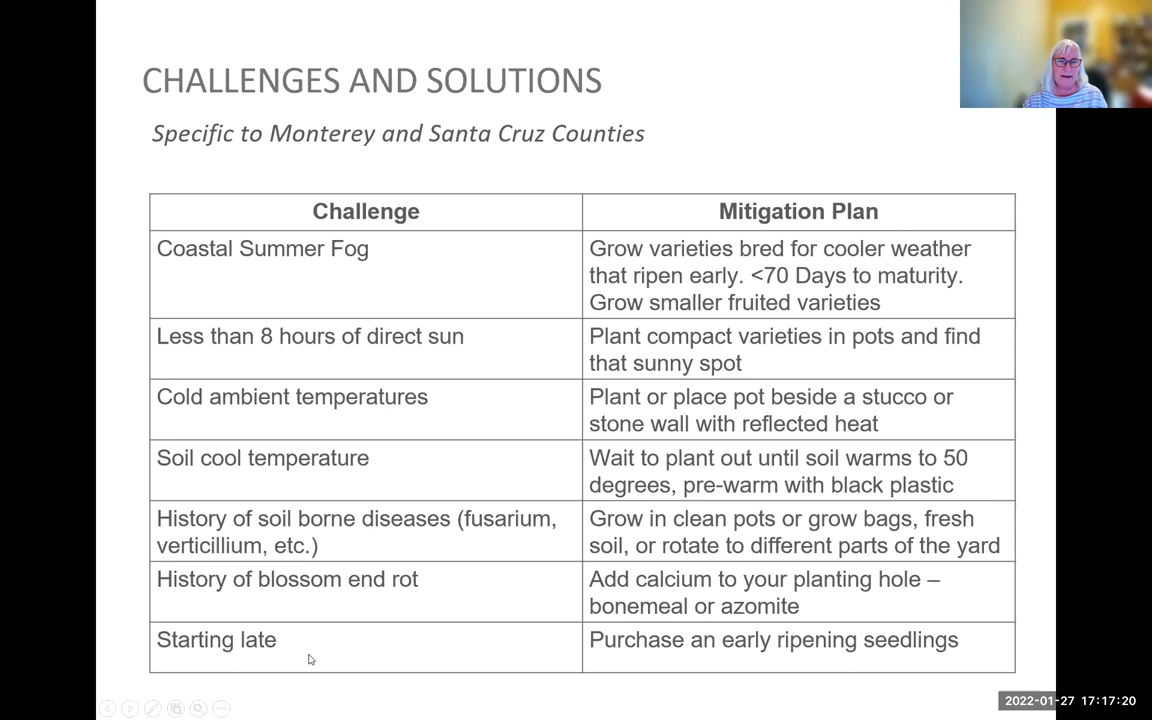 CHALLENGES AND SOLUTIONS
Specific to Monterey and Santa Cruz Counties
Challenge
Mitigation Plan
Coastal Summer Fog
Grow varieties bred for cooler weather
that ripen early. <70 Days to maturity.
Grow smaller fruited varieties
Less than 8 hours of direct sun
Plant compact varieties in pots and find
that sunny spot
Cold ambient temperatures
Plant or place pot beside a stucco or
stone wall with reflected heat
Soil cool temperature
Wait to plant out until soil warms to 50
degrees, pre-warm with black plastic
History of soil borne diseases (fusarium,
verticillium, etc.)
Grow in clean pots or grow bags, fresh
soil, or rotate to different parts of the yard
History of blossom end rot
Add calcium to your planting hole –
bonemeal or azomite
Starting late
Purchase an early ripening seedlings
2022-01-27 17:17:20